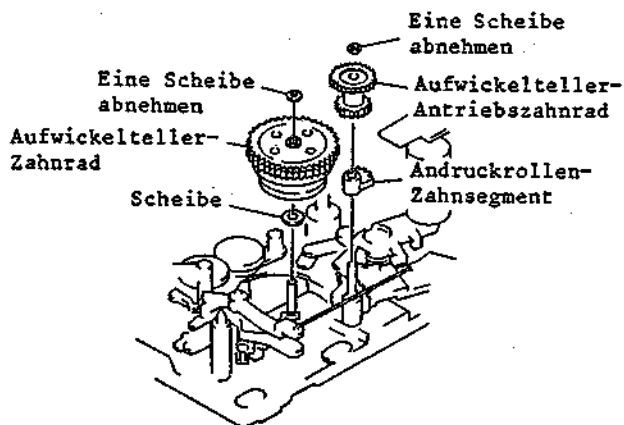 Eine Scheibe
abnehmen
Eine Scheibe
abnehmen
Aufwickelteller-
Antriebszahnrad
Aufwickelteller-
Zahnrad
Andruckrollen-
Zahnsegment
Scheibe